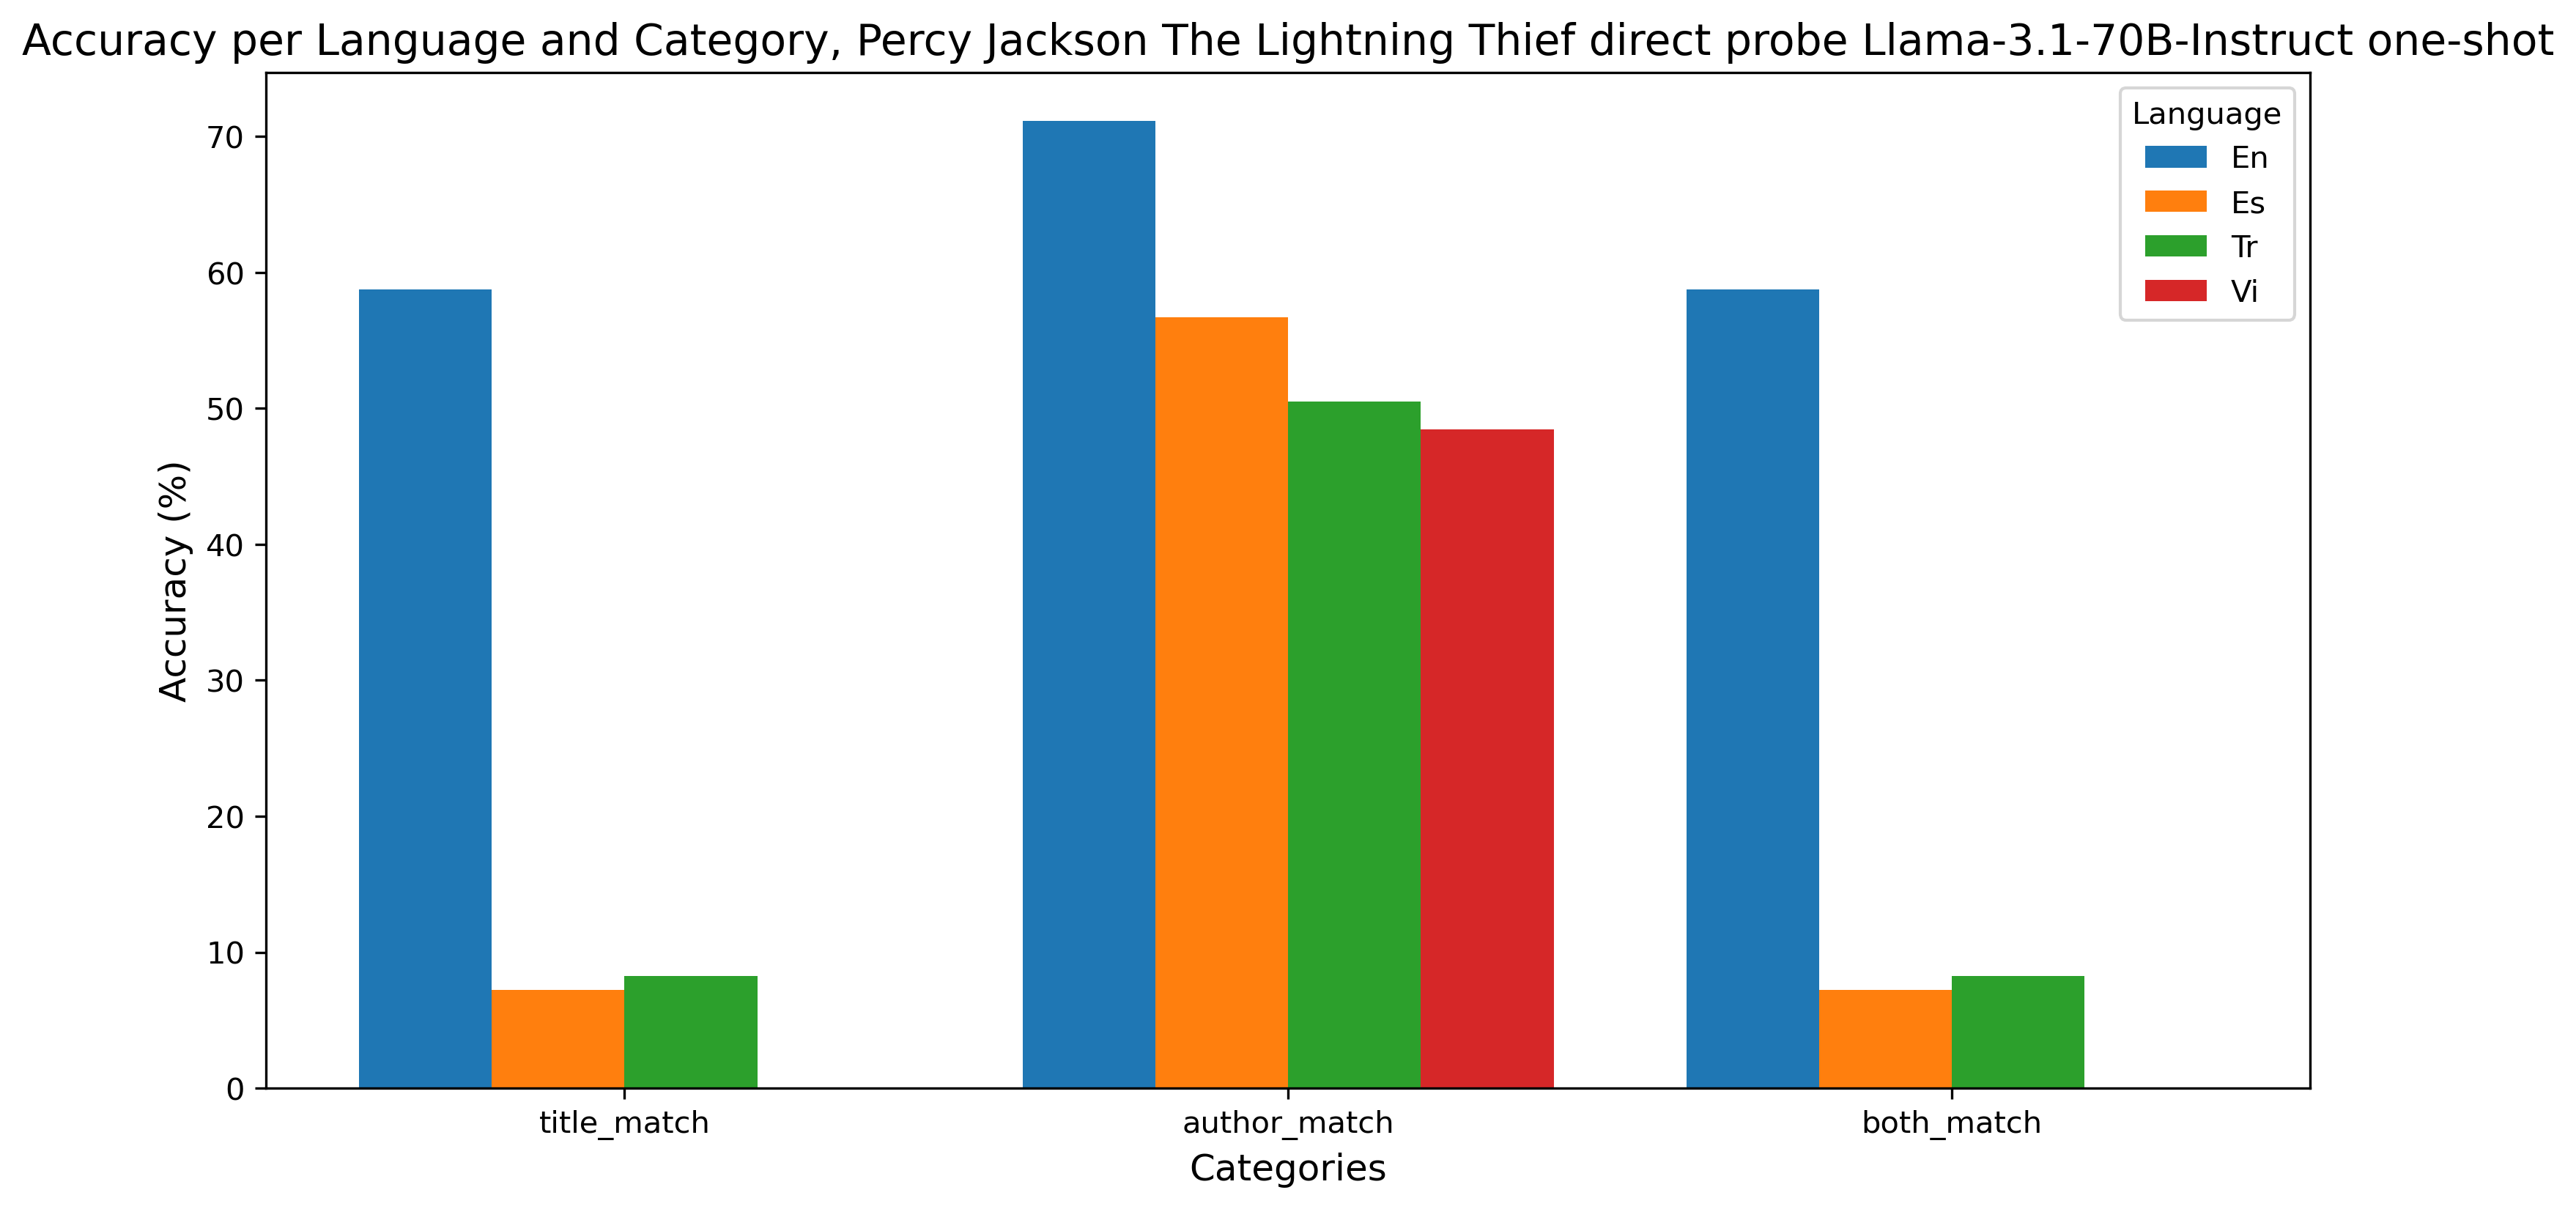 Accuracy per Language and Category, Percy Jackson The Lightning Thief direct probe Llama-3.1-70B-Instruct one-shot
Language
En
Es
Tr
Vi
Accuracy (%)
70
60
50
40
30
20
10
0
title_match
author_match
both_match
Categories